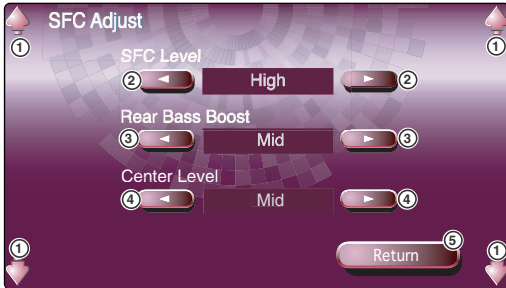 SFC Adjust
1 1
SFC Level
2 High 2
Rear Bass Boost
3 Mid 3
Center Level
4 Mid 4
1 Return 5 1